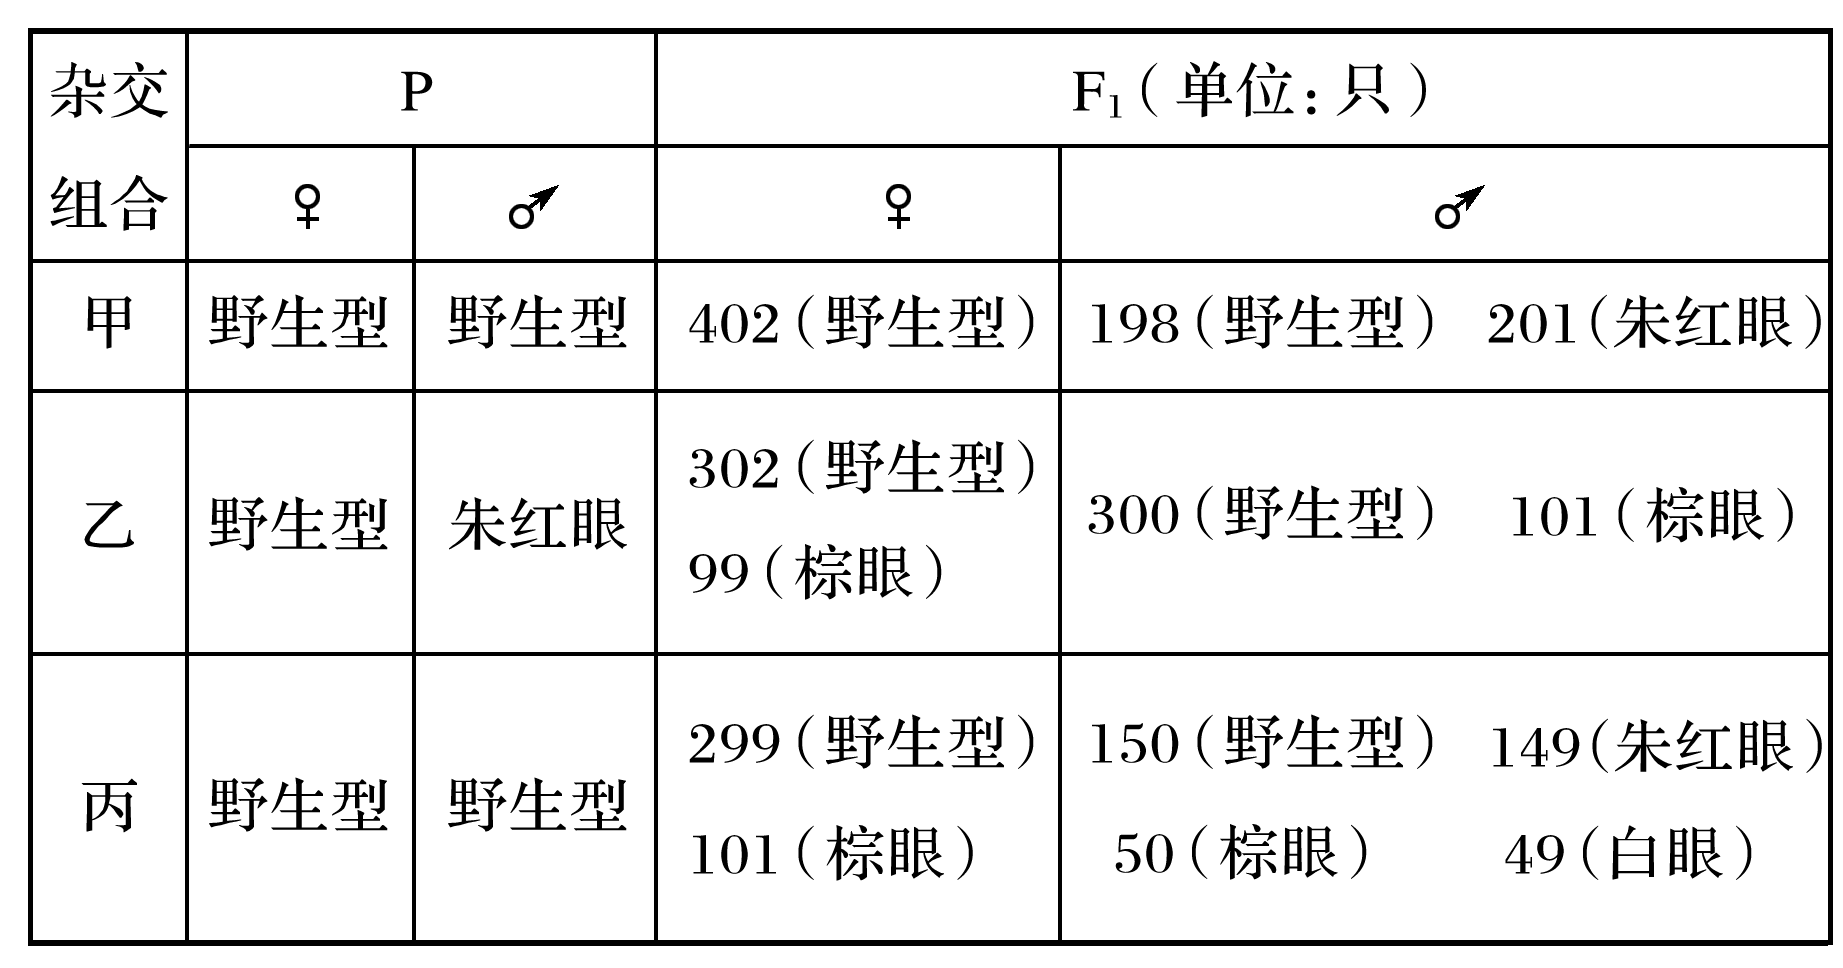 杂交组合 P F₁(单位:只)
♀ ♂ ♀ ♂
甲 野生型 野生型 402(野生型) 198(野生型) 201(朱红眼)
乙 野生型 朱红眼 302(野生型) 99(棕眼) 300(野生型) 101(棕眼)
丙 野生型 野生型 299(野生型) 101(棕眼) 150(野生型) 149(朱红眼) 50(棕眼) 49(白眼)